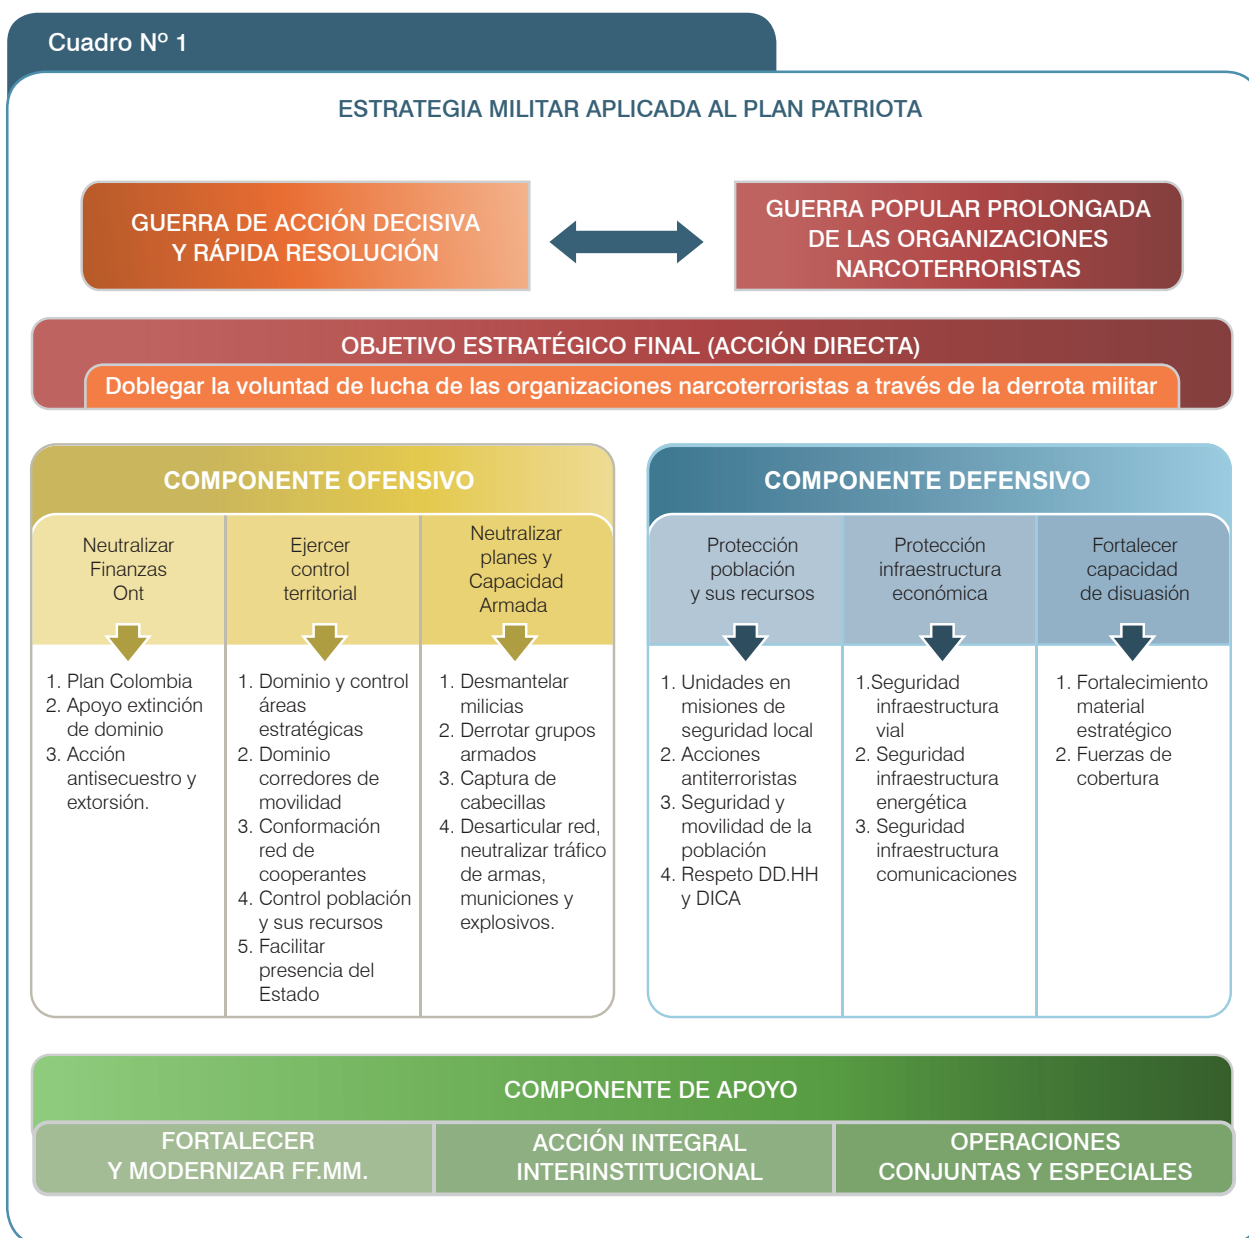 Cuadro Nº 1
ESTRATEGIA MILITAR APLICADA AL PLAN PATRIOTA
GUERRA DE ACCIÓN DECISIVA
Y RÁPIDA RESOLUCIÓN
GUERRA POPULAR PROLONGADA
DE LAS ORGANIZACIONES
NARCOTERRORISTAS
OBJETIVO ESTRATÉGICO FINAL (ACCIÓN DIRECTA)
Doblegar la voluntad de lucha de las organizaciones narcoterroristas a través de la derrota militar
COMPONENTE OFENSIVO
Neutralizar
Finanzas
Ont
1. Plan Colombia
2. Apoyo extinción
de dominio
3. Acción
antisecuestro y
extorsión.
Ejercer
control
territorial
1. Dominio y control
áreas
estratégicas
2. Dominio
corredores de
movilidad
3. Conformación
red de
cooperantes
4. Control población
y sus recursos
5. Facilitar
presencia del
Estado
Neutralizar
planes y
Capacidad
Armada
1. Desmantelar
milicias
2. Derrotar grupos
armados
3. Captura de
cabecillas
4. Desarticular red,
neutralizar tráfico
de armas,
municiones y
explosivos.
COMPONENTE DEFENSIVO
Protección
población
y sus recursos
1. Unidades en
misiones de
seguridad local
2. Acciones
antiterroristas
3. Seguridad y
movilidad de la
población
4. Respeto DD.HH
y DICA
Protección
infraestructura
económica
1.Seguridad
infraestructura
vial
2. Seguridad
infraestructura
energética
3. Seguridad
infraestructura
comunicaciones
Fortalecer
capacidad
de disuasión
1. Fortalecimiento
material
estratégico
2. Fuerzas de
cobertura
COMPONENTE DE APOYO
FORTALECER
Y MODERNIZAR FF.MM.
ACCIÓN INTEGRAL
INTERINSTITUCIONAL
OPERACIONES
CONJUNTAS Y ESPECIALES